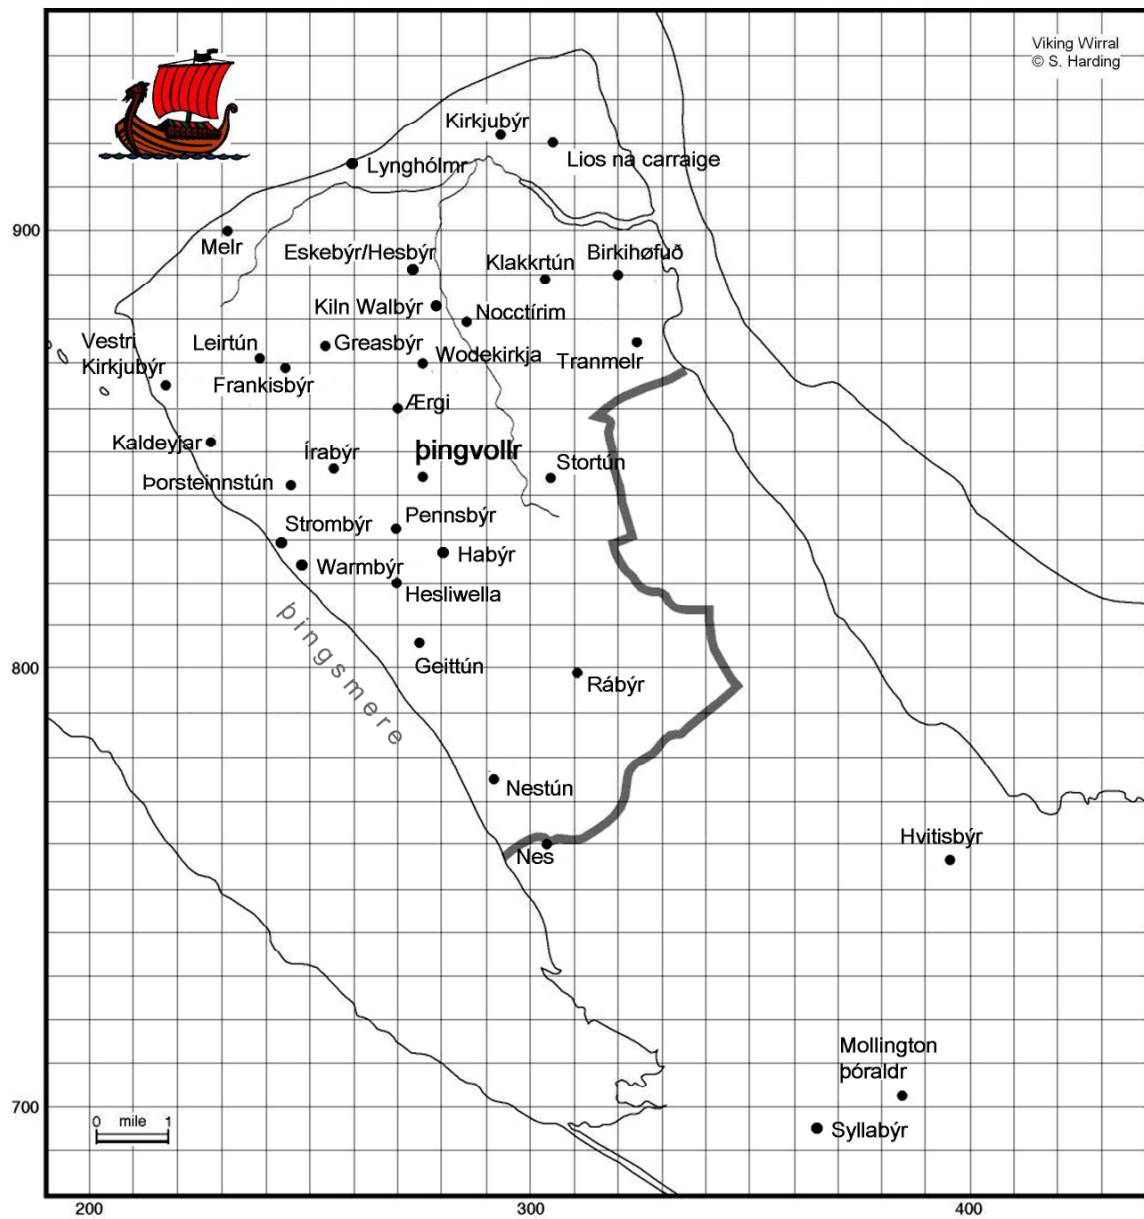 Viking Wirral
© S. Harding
Kirkjubýr
Lios na carraige
Lynghólmr
900
Melr
Eskebýr/Hesbýr
Klakkrtún
Birkihøfuð
Kiln Walbýr
Nocctírim
Vestri
Kirkjubýr
Leirtún
Greasbýr
Wodekirkja
Tranmelr
Frankisbýr
Ærgi
Kaldeyjar
Írabýr
þingvollr
Stortún
Þorsteinnstún
Strombýr
Pennsbýr
Habýr
Warmbýr
Hesliwella
þingsmere
800
Geittún
Rábýr
Nestún
Nes
Hvitisbýr
Mollington
þóraldr
700
0 mile 1
Syllabýr
200
300
400